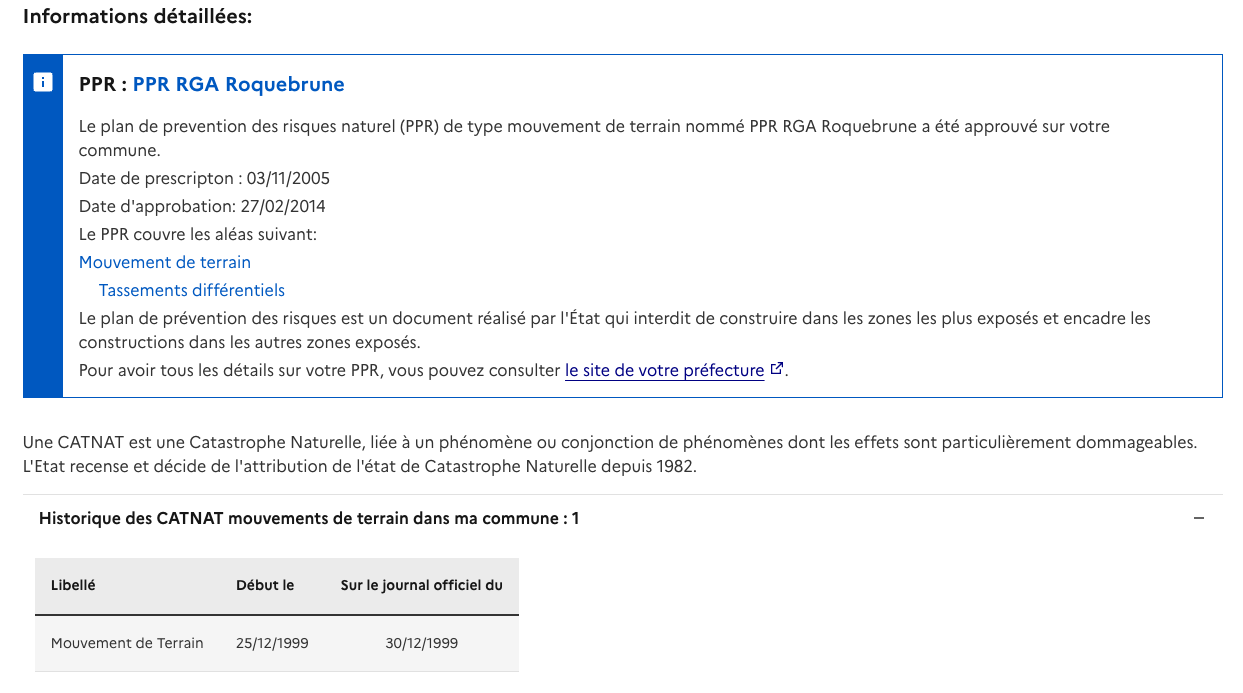 Informations détaillées:
PPR : PPR RGA Roquebrune
Le plan de prevention des risques naturel (PPR) de type mouvement de terrain nommé PPR RGA Roquebrune a été approuvé sur votre
commune.
Date de prescripton : 03/11/2005
Date d'approbation: 27/02/2014
Le PPR couvre les aléas suivant:
Mouvement de terrain
Tassements différentiels
Le plan de prévention des risques est un document réalisé par l'État qui interdit de construire dans les zones les plus exposés et encadre les
constructions dans les autres zones exposés.
Pour avoir tous les détails sur votre PPR, vous pouvez consulter le site de votre préfecture.
Une CATNAT est une Catastrophe Naturelle, liée à un phénomène ou conjonction de phénomènes dont les effets sont particulièrement dommageables.
L'Etat recense et décide de l'attribution de l'état de Catastrophe Naturelle depuis 1982.
Historique des CATNAT mouvements de terrain dans ma commune : 1
Libellé Début le Sur le journal officiel du
Mouvement de Terrain 25/12/1999 30/12/1999